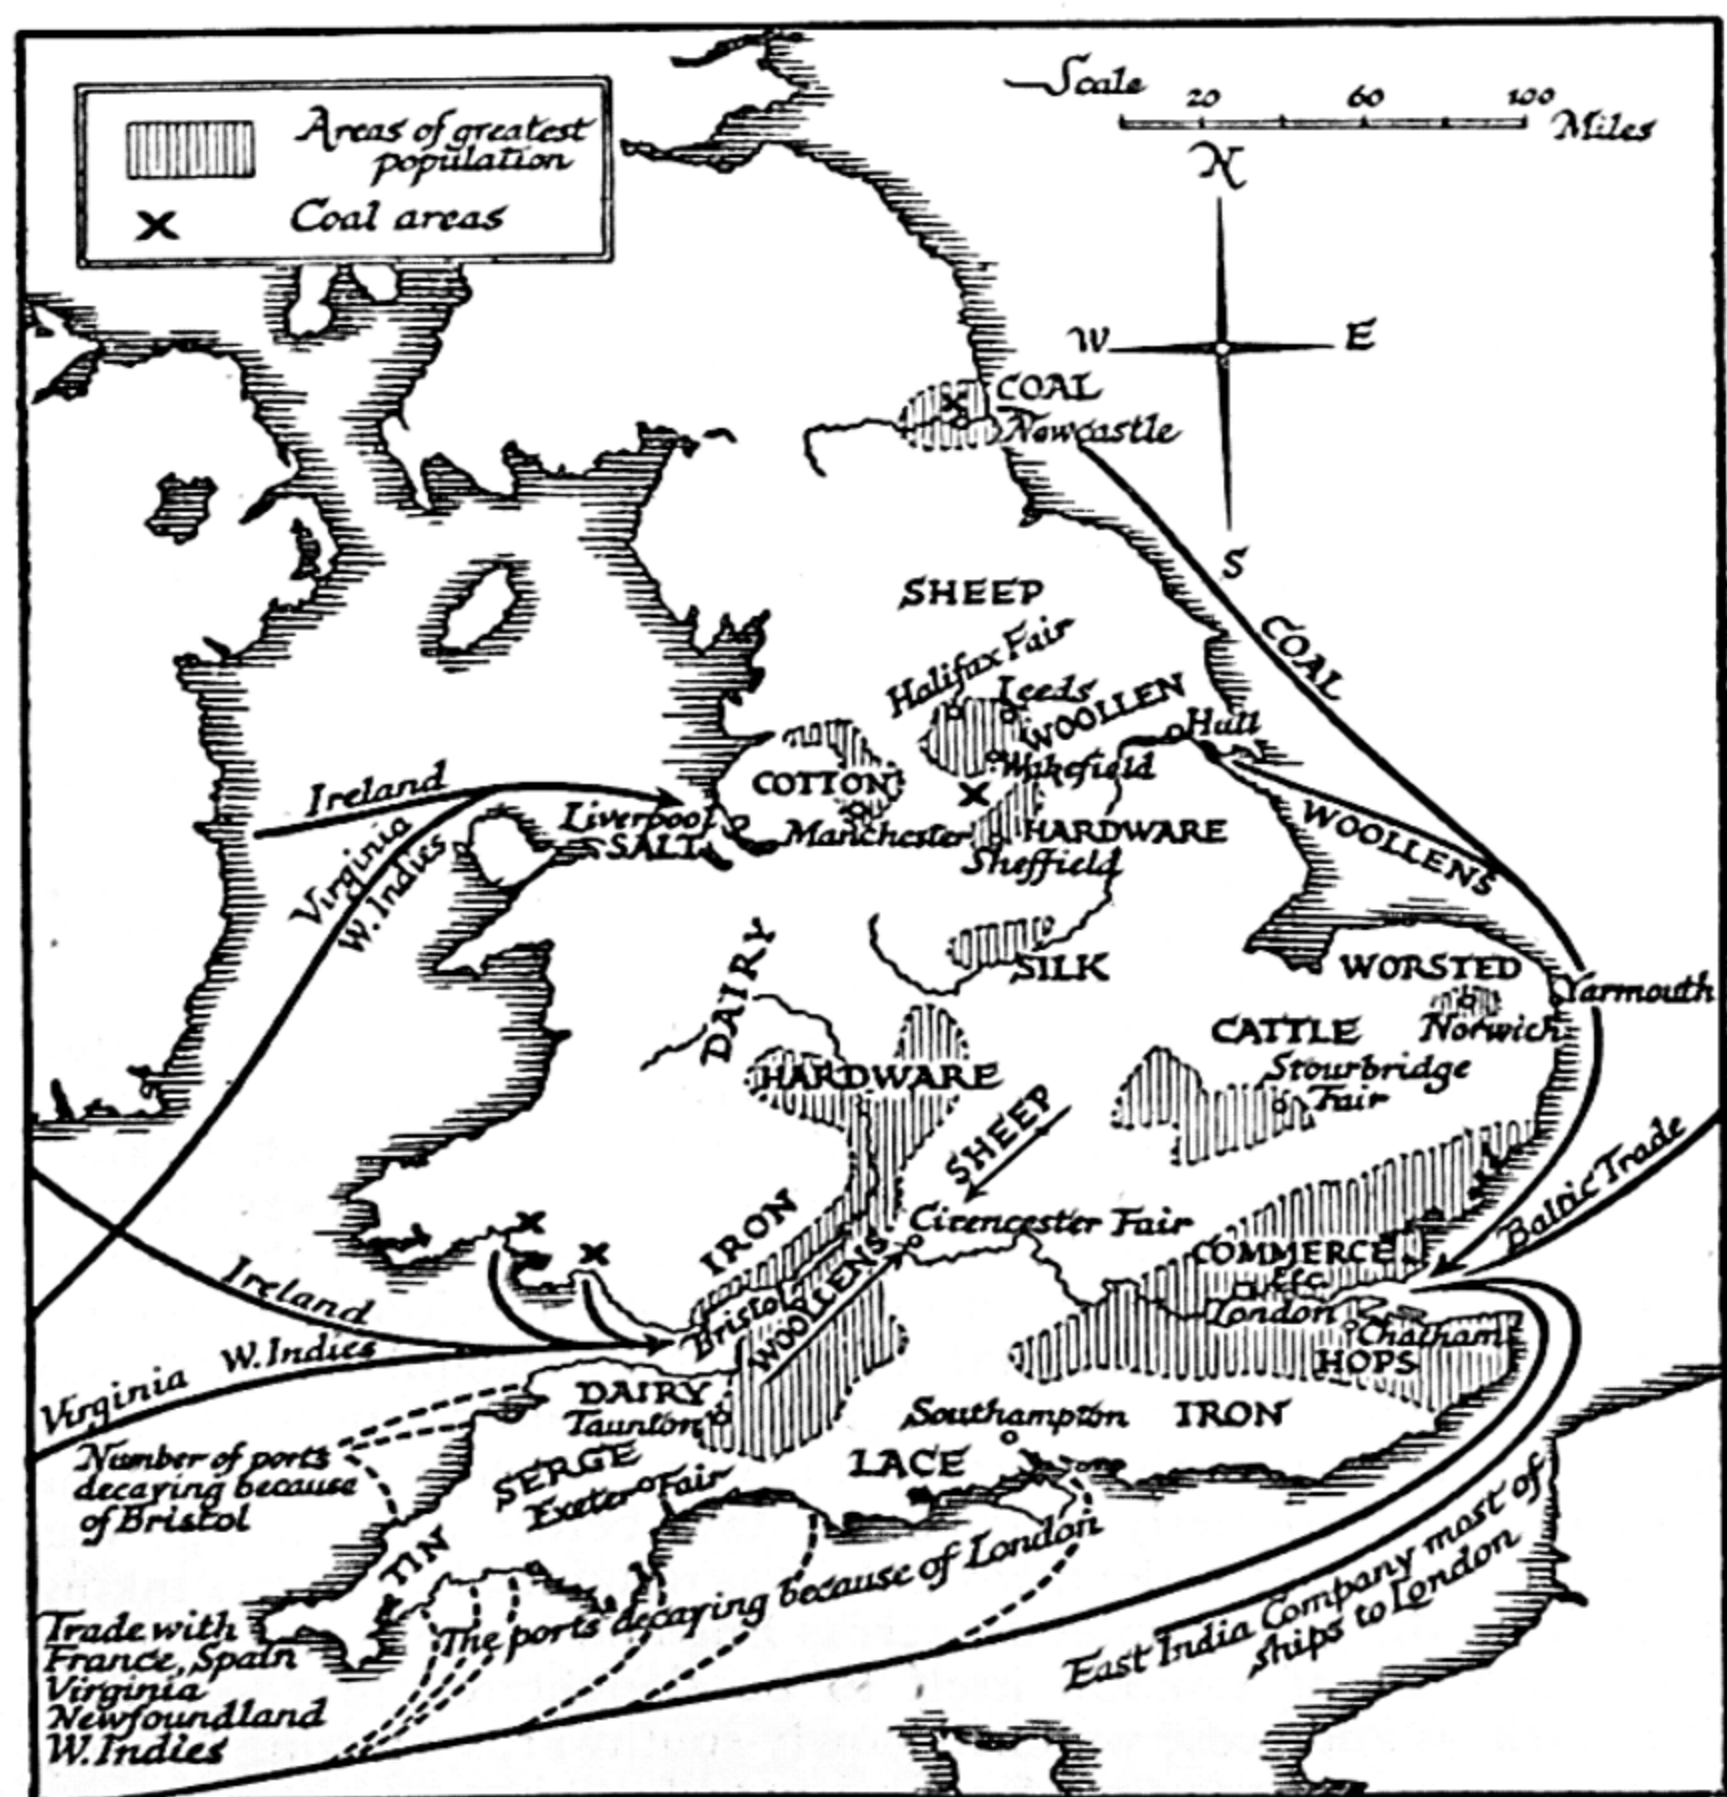 Areas of greatest
population
Coal areas
Scale
20 60 100
Miles
N
W E
S
COAL
Newcastle
COAL
SHEEP
Halifax Fair
Leeds
WOOLLEN
Hull
Wakefield
COTTON
Ireland
Virginia
W. Indies
Liverpool
SALT
Manchester
HARDWARE
Sheffield
WOOLLENS
DAIRY
SILK
WORSTED
Yarmouth
Norwich
CATTLE
Stourbridge
Fair
HARDWARE
SHEEP
Baltic Trade
IRON
Cirencester Fair
COMMERCE
Etc.
London
Chatham
HOPS
Bristol
WOOLLENS
Ireland
W. Indies
Virginia
DAIRY
Taunton
Southampton
IRON
Number of ports
decaying because
of Bristol
SERGE
Exeter Fair
LACE
TIN
The ports decaying because of London
East India Company most of
ships to London
Trade with
France, Spain
Virginia
Newfoundland
W. Indies